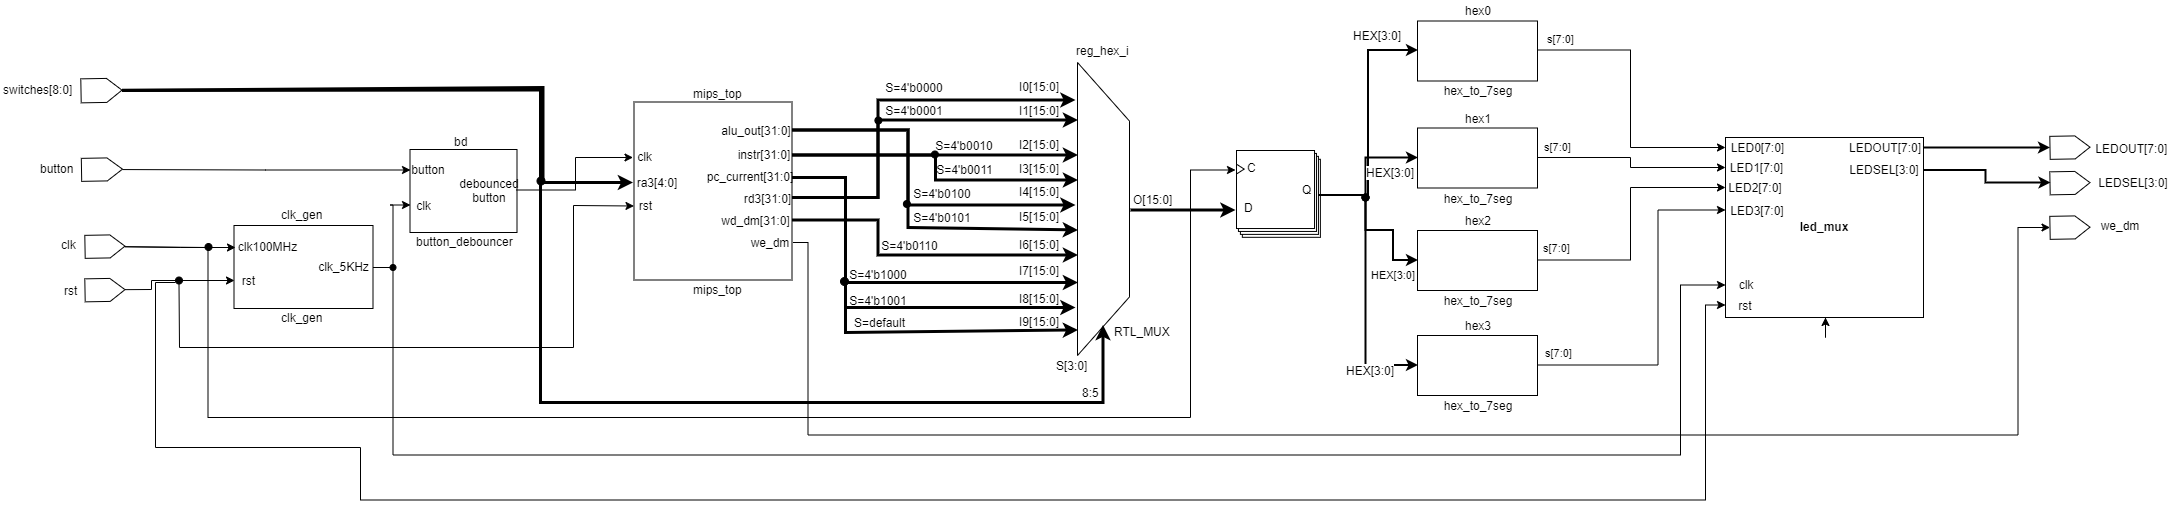 switches[8:0]
button
clk
rst
clk_gen
clk100MHz
rst
clk_5KHz
clk_gen
bd
button
debounced
button
clk
button_debouncer
mips_top
clk
ra3[4:0]
rst
alu_out[31:0]
instr[31:0]
pc_current[31:0]
rd3[31:0]
wd_dm[31:0]
we_dm
mips_top
reg_hex_i
S=4'b0000
I0[15:0]
S=4'b0001
I1[15:0]
S=4'b0010
I2[15:0]
S=4'b0011
I3[15:0]
S=4'b0100
I4[15:0]
S=4'b0101
I5[15:0]
S=4'b0110
I6[15:0]
S=4'b1000
I7[15:0]
S=4'b1001
I8[15:0]
S=default
I9[15:0]
O[15:0]
RTL_MUX
S[3:0]
8:5
C
D
Q
hex0
HEX[3:0]
s[7:0]
hex_to_7seg
hex1
HEX[3:0]
s[7:0]
hex_to_7seg
hex2
HEX[3:0]
s[7:0]
hex_to_7seg
hex3
HEX[3:0]
s[7:0]
hex_to_7seg
LED0[7:0]
LED1[7:0]
LED2[7:0]
LED3[7:0]
led_mux
clk
rst
LEDOUT[7:0]
LEDSEL[3:0]
LEDOUT[7:0]
LEDSEL[3:0]
we_dm